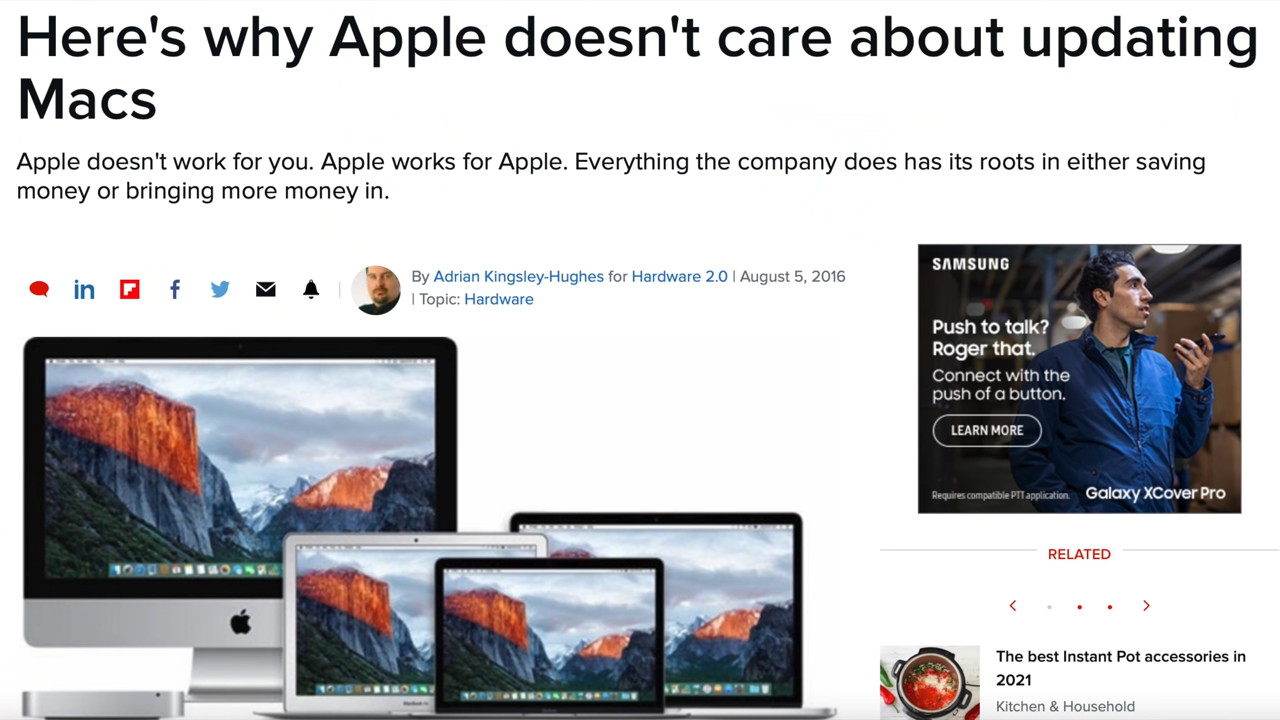 Here's why Apple doesn't care about updating
Macs
Apple doesn't work for you. Apple works for Apple. Everything the company does has its roots in either saving
money or bringing more money in.
By Adrian Kingsley-Hughes for Hardware 2.0 | August 5, 2016
| Topic: Hardware
SAMSUNG
Push to talk?
Roger that.
Connect with the
push of a button.
LEARN MORE
Requires compatible PTT application.
Galaxy XCover Pro
RELATED
The best Instant Pot accessories in
2021
Kitchen & Household